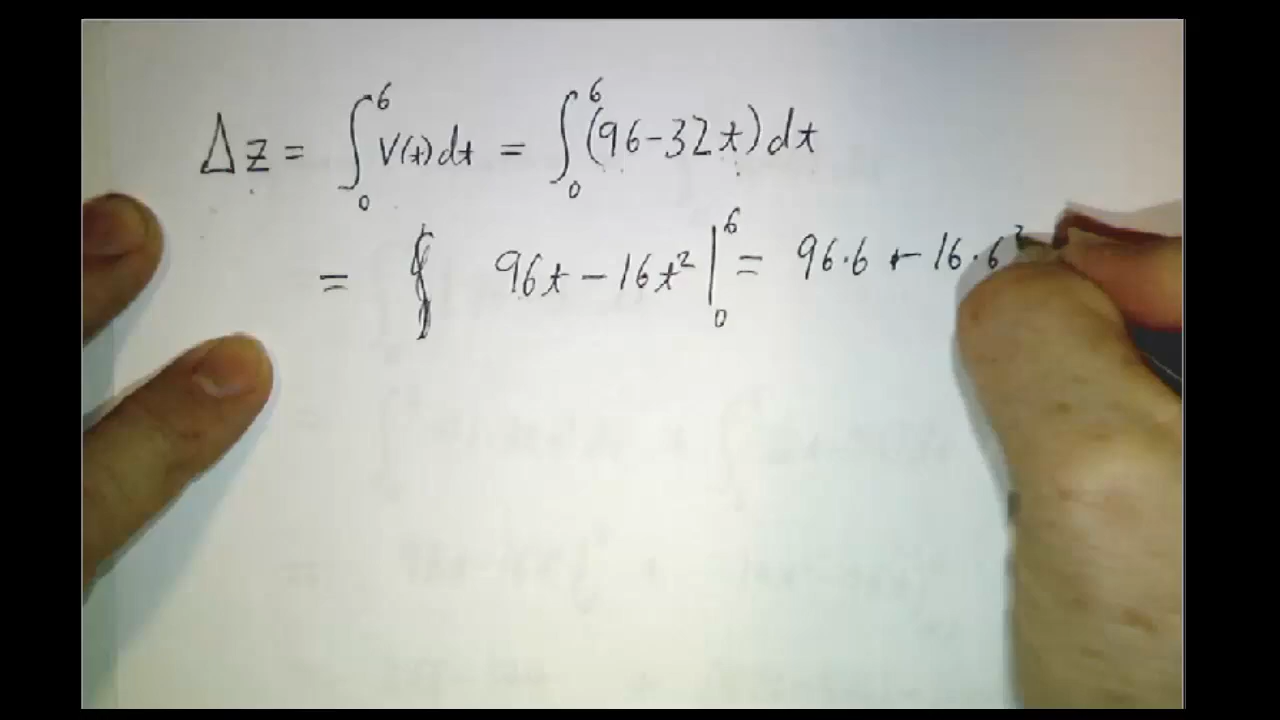 Δz = ∫₀⁶ V(t)dt = ∫₀⁶ (96-32t)dt
= 96t - 16t² |₀⁶ = 96·6 - 16·6²